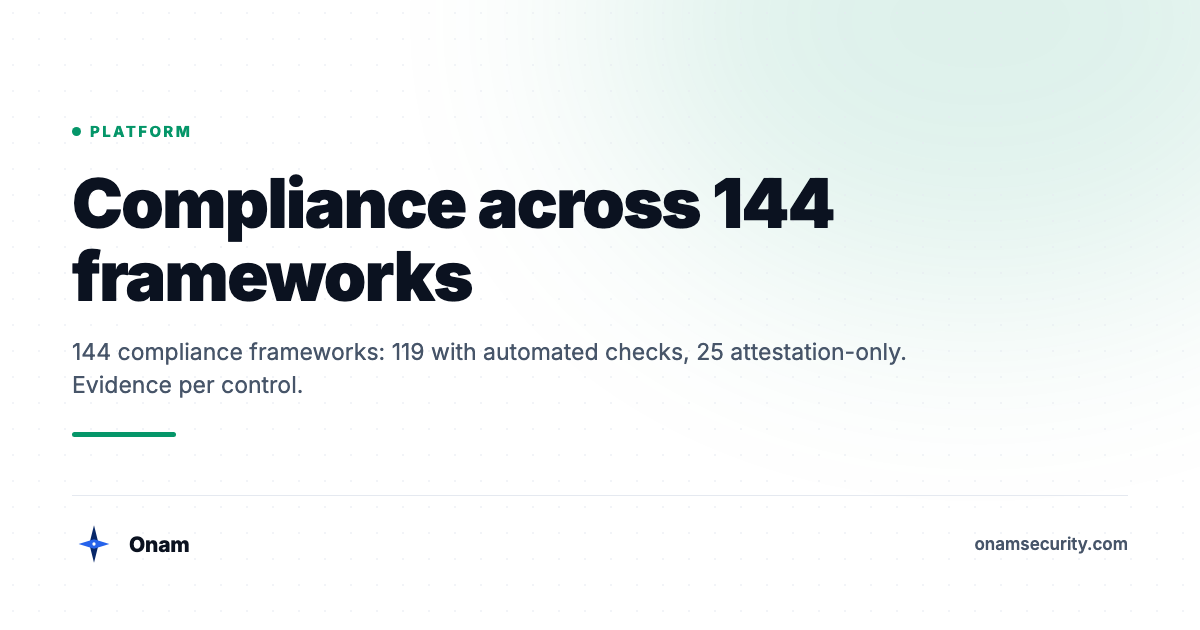 PLATFORM
Compliance across 144
frameworks
144 compliance frameworks: 119 with automated checks, 25 attestation-only.
Evidence per control.
Onam
onamsecurity.com